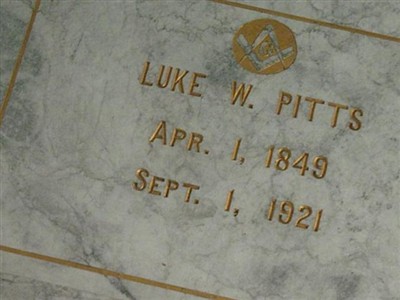 LUKE W. PITTS
APR. 1, 1849
SEPT. 1, 1921